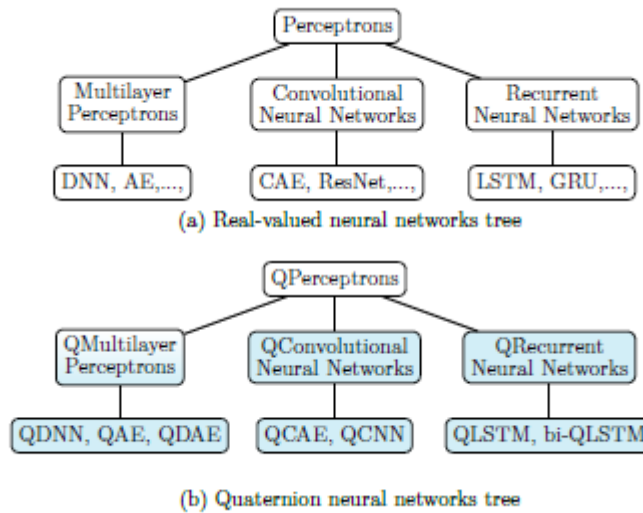 Perceptrons
Multilayer Perceptrons
Convolutional Neural Networks
Recurrent Neural Networks
DNN, AE,...,
CAE, ResNet,...,
LSTM, GRU,...,
(a) Real-valued neural networks tree
QPerceptrons
QMultilayer Perceptrons
QConvolutional Neural Networks
QRecurrent Neural Networks
QDNN, QAE, QDAE
QCAE, QCNN
QLSTM, bi-QLSTM
(b) Quaternion neural networks tree